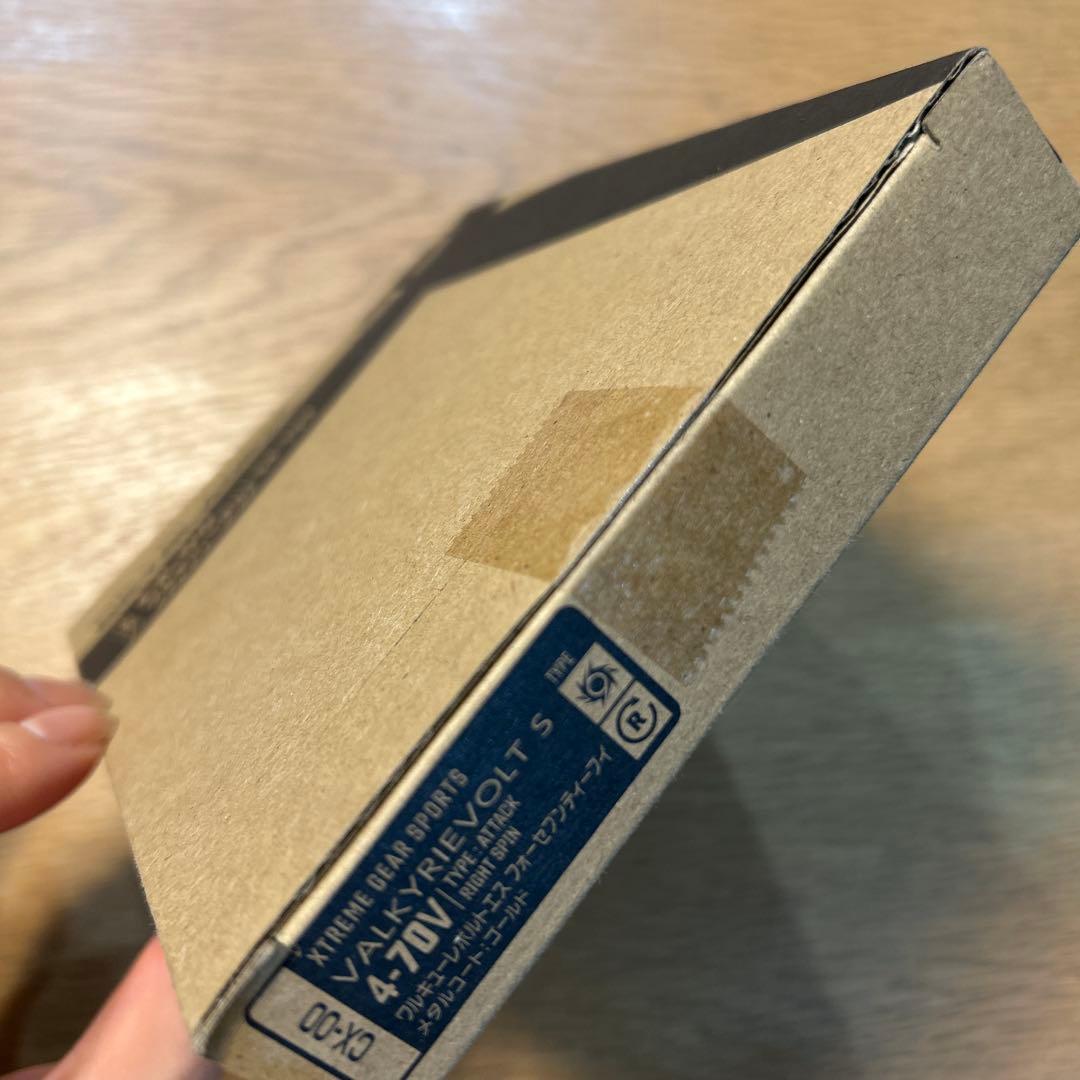 XTREME GEAR SPORTS
VALKYRIEVOLT S
4-70V
TYPE : ATTACK
RIGHT SPIN
ワルキューレボルトエス フォーセブンティーブイ
メタルコート：ゴールド
TYPE
R
CX-00